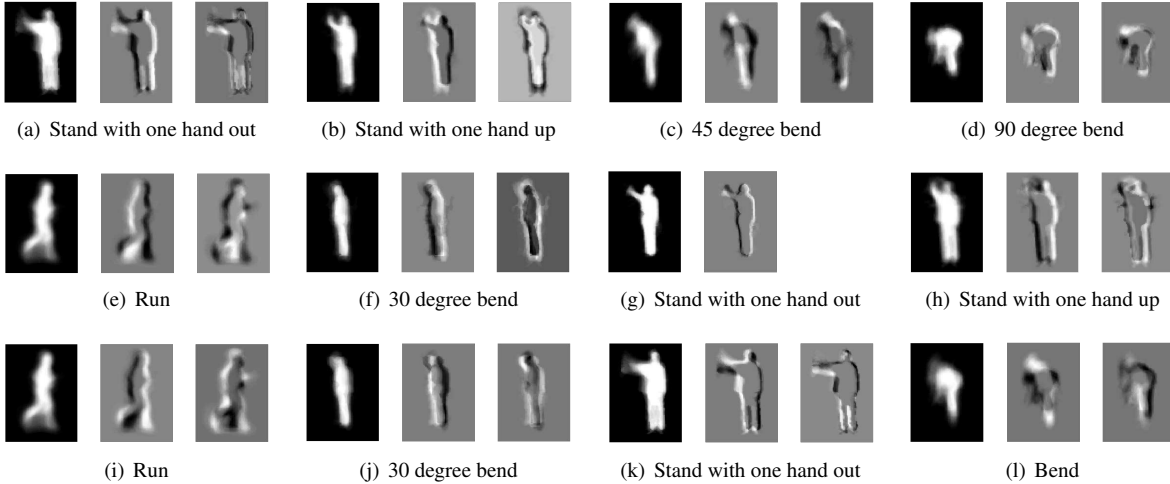 (a) Stand with one hand out
(b) Stand with one hand up
(c) 45 degree bend
(d) 90 degree bend
(e) Run
(f) 30 degree bend
(g) Stand with one hand out
(h) Stand with one hand up
(i) Run
(j) 30 degree bend
(k) Stand with one hand out
(l) Bend